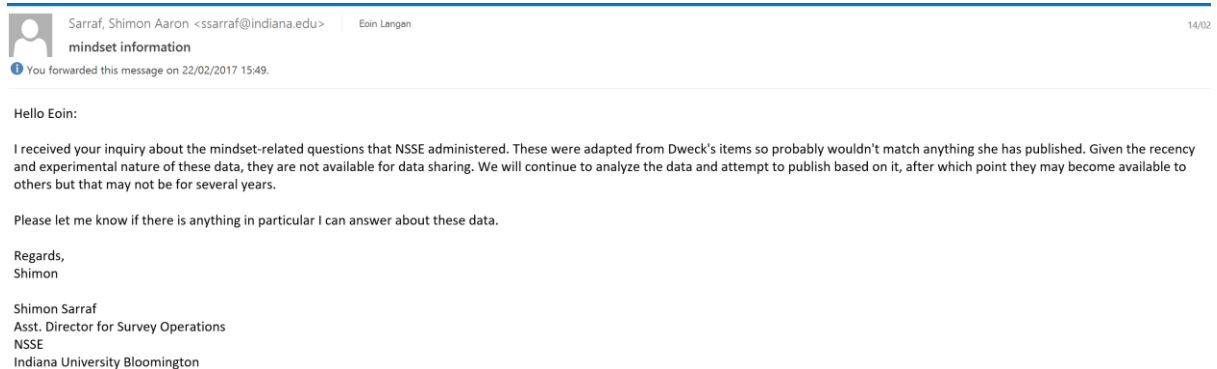 Sarraf, Shimon Aaron <ssarraf@indiana.edu> Eoin Langan 14/02
mindset information
You forwarded this message on 22/02/2017 15:49.
Hello Eoin:
I received your inquiry about the mindset-related questions that NSSE administered. These were adapted from Dweck's items so probably wouldn't match anything she has published. Given the recency
and experimental nature of these data, they are not available for data sharing. We will continue to analyze the data and attempt to publish based on it, after which point they may become available to
others but that may not be for several years.
Please let me know if there is anything in particular I can answer about these data.
Regards,
Shimon
Shimon Sarraf
Asst. Director for Survey Operations
NSSE
Indiana University Bloomington